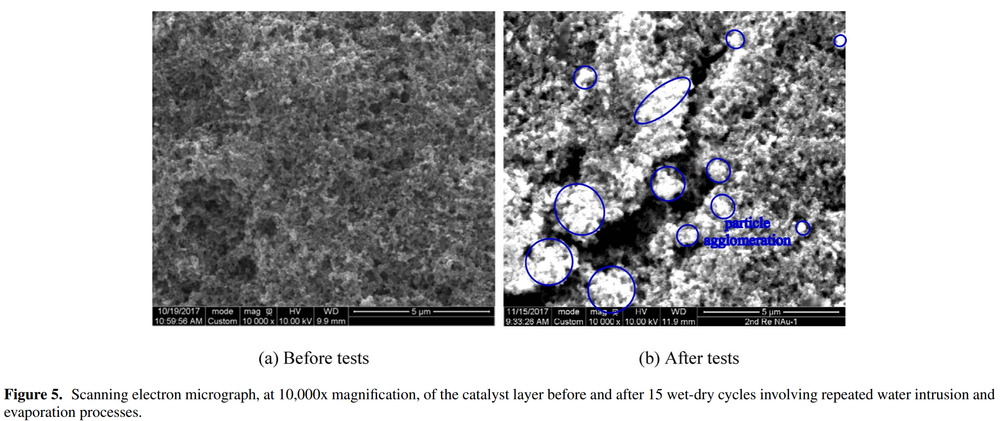 particle
agglomeration
10/19/2017 mode mag HV WD 5 µm
10:59:56 AM Custom 10 000 x 10.00 kV 9.9 mm
11/15/2017 mode mag HV WD 5 µm
9:33:26 AM Custom 10 000 x 10.00 kV 11.9 mm 2nd Re NAu-1
(a) Before tests
(b) After tests
Figure 5. Scanning electron micrograph, at 10,000x magnification, of the catalyst layer before and after 15 wet-dry cycles involving repeated water intrusion and
evaporation processes.